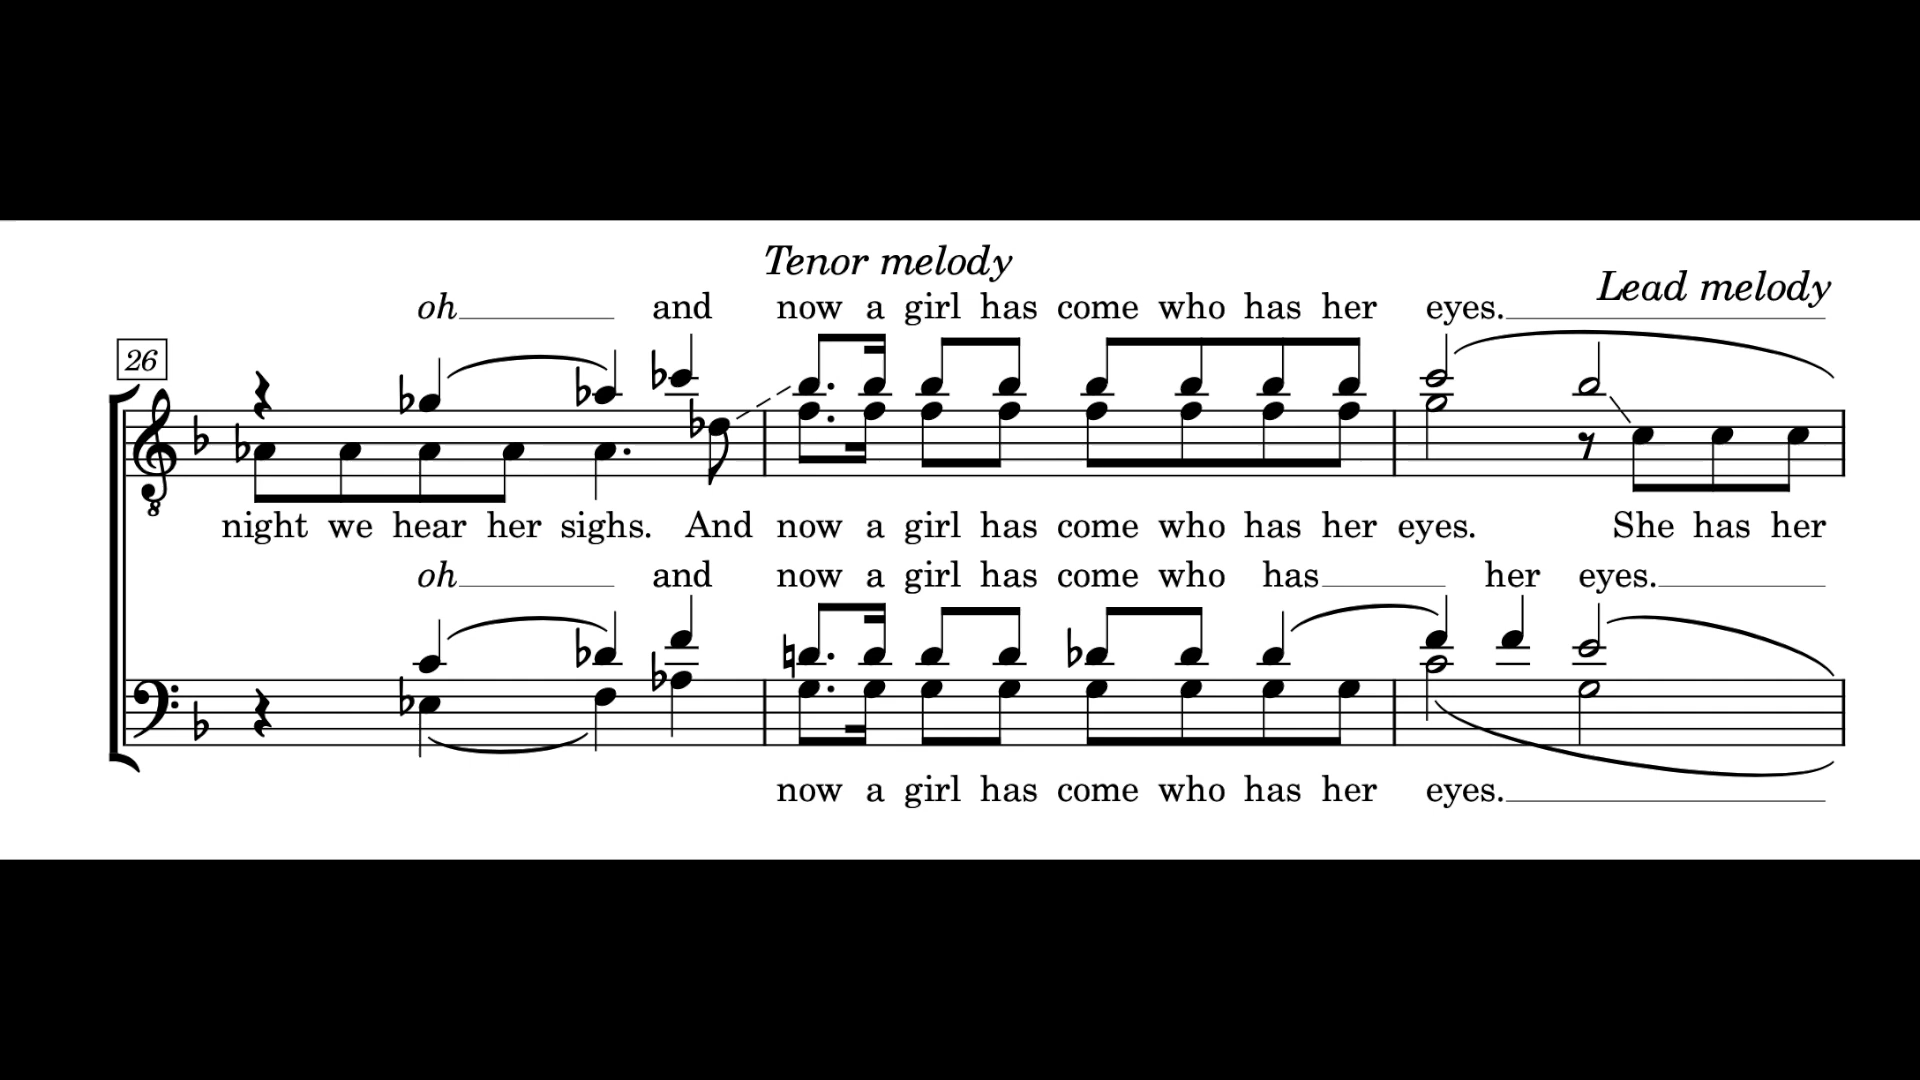 Tenor melody
Lead melody
oh and now a girl has come who has her eyes.
26
8
night we hear her sighs. And now a girl has come who has her eyes. She has her
oh and now a girl has come who has her eyes.
now a girl has come who has her eyes.